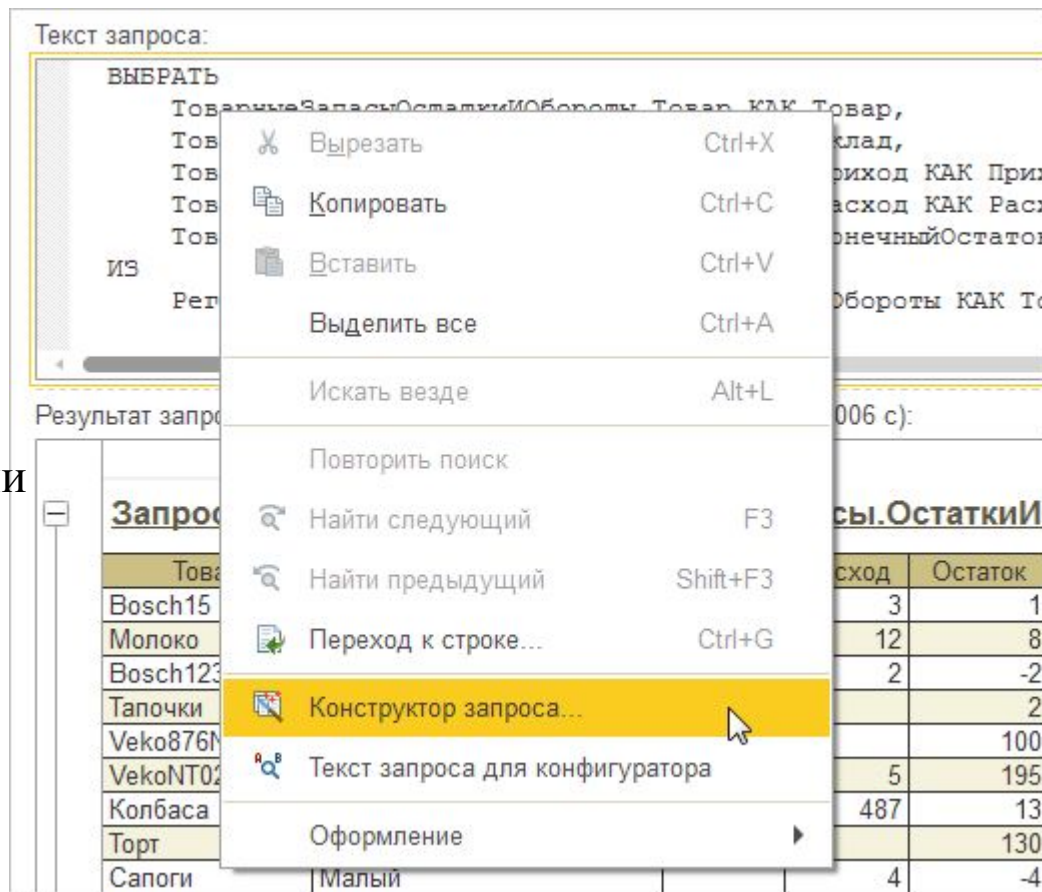 Текст запроса:
ВЫБРАТЬ
ТоварныеЗапасыОстаткиИОбороты.Товар КАК Товар,
Тов клад,
Тов риход КАК При
Тов асход КАК Рас
Тов онечныйОстато
ИЗ
Рег Обороты КАК То
Вырезать Ctrl+X
Копировать Ctrl+C
Вставить Ctrl+V
Выделить все Ctrl+A
Искать везде Alt+L
Повторить поиск
Найти следующий F3
Найти предыдущий Shift+F3
Переход к строке... Ctrl+G
Конструктор запроса...
Текст запроса для конфигуратора
Оформление
Результат запро 006 с):
и
Запрос сы.ОстаткиИ
Това сход Остаток
Bosch15 3 1
Молоко 12 8
Bosch123 2 -2
Тапочки 2
Veko876N 100
VekoNT02 5 195
Колбаса 487 13
Торт 130
Сапоги Малый 4 -4